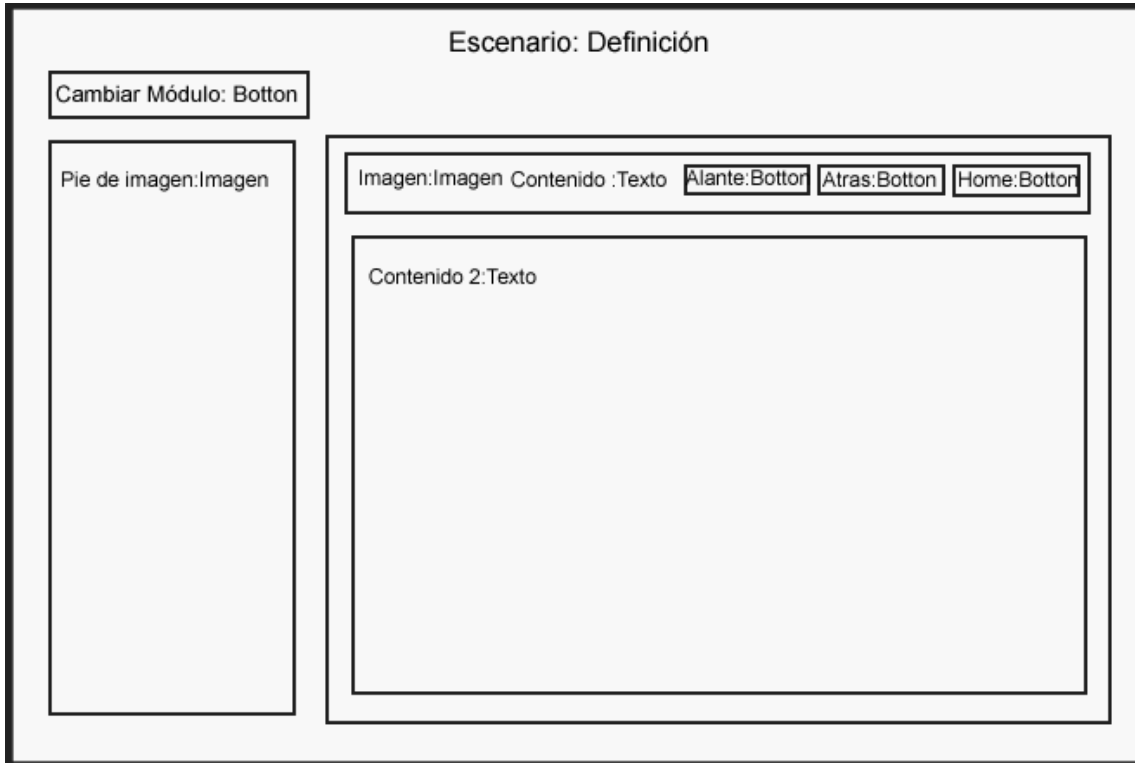 Escenario: Definición
Cambiar Módulo: Botton
Pie de imagen:Imagen
Imagen:Imagen Contenido :Texto Alante:Botton Atras:Botton Home:Botton
Contenido 2:Texto